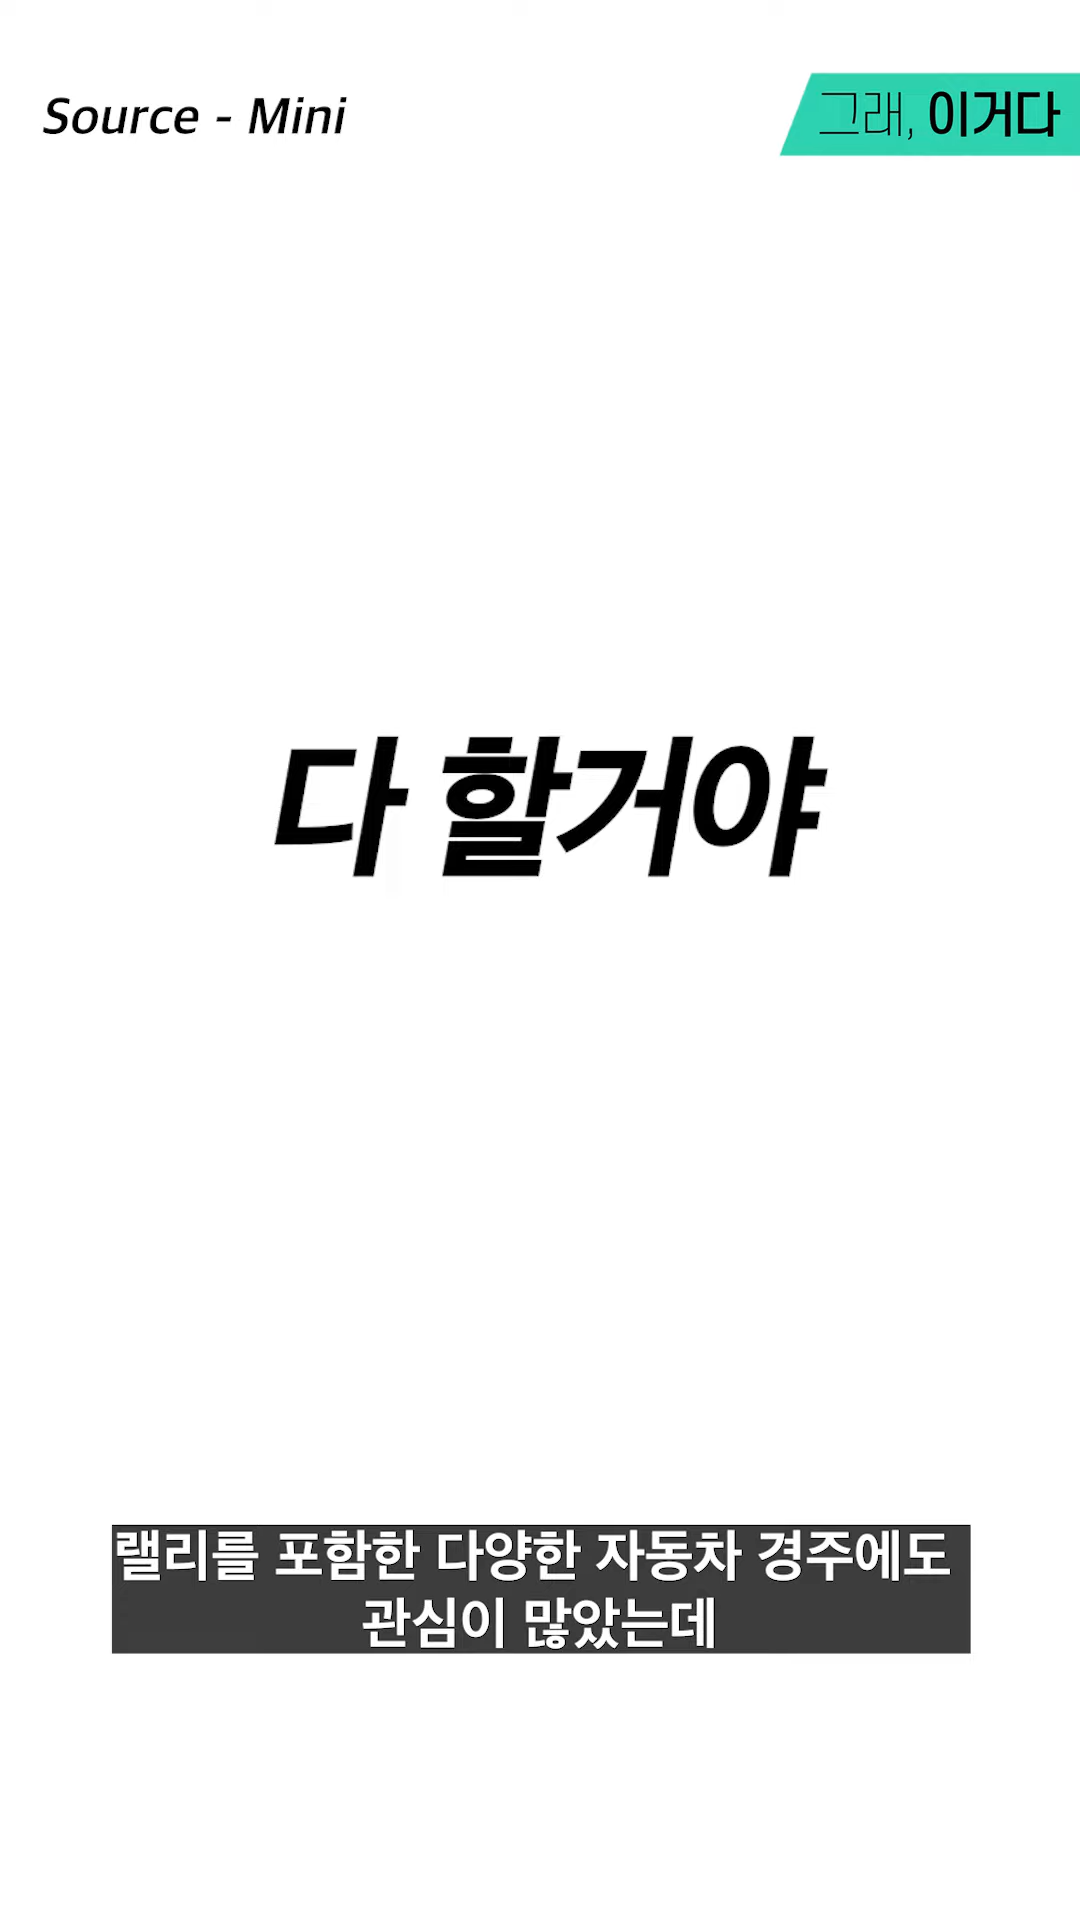 Source - Mini
그래, 이거다
다 할거야
랠리를 포함한 다양한 자동차 경주에도
관심이 많았는데